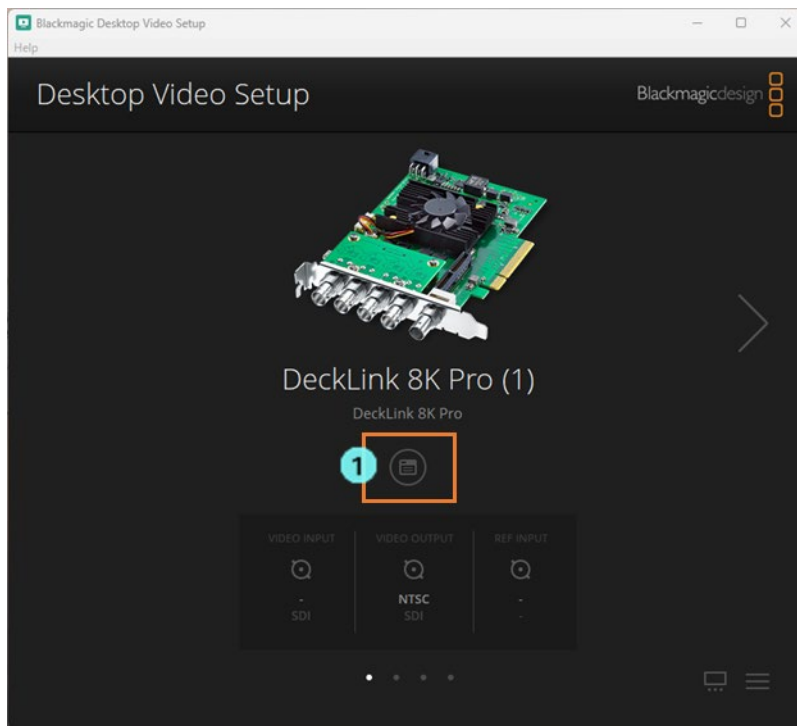 Blackmagic Desktop Video Setup
Help
Desktop Video Setup
Blackmagicdesign
DeckLink 8K Pro (1)
DeckLink 8K Pro
1
VIDEO INPUT VIDEO OUTPUT REF INPUT
- NTSC -
SDI SDI -